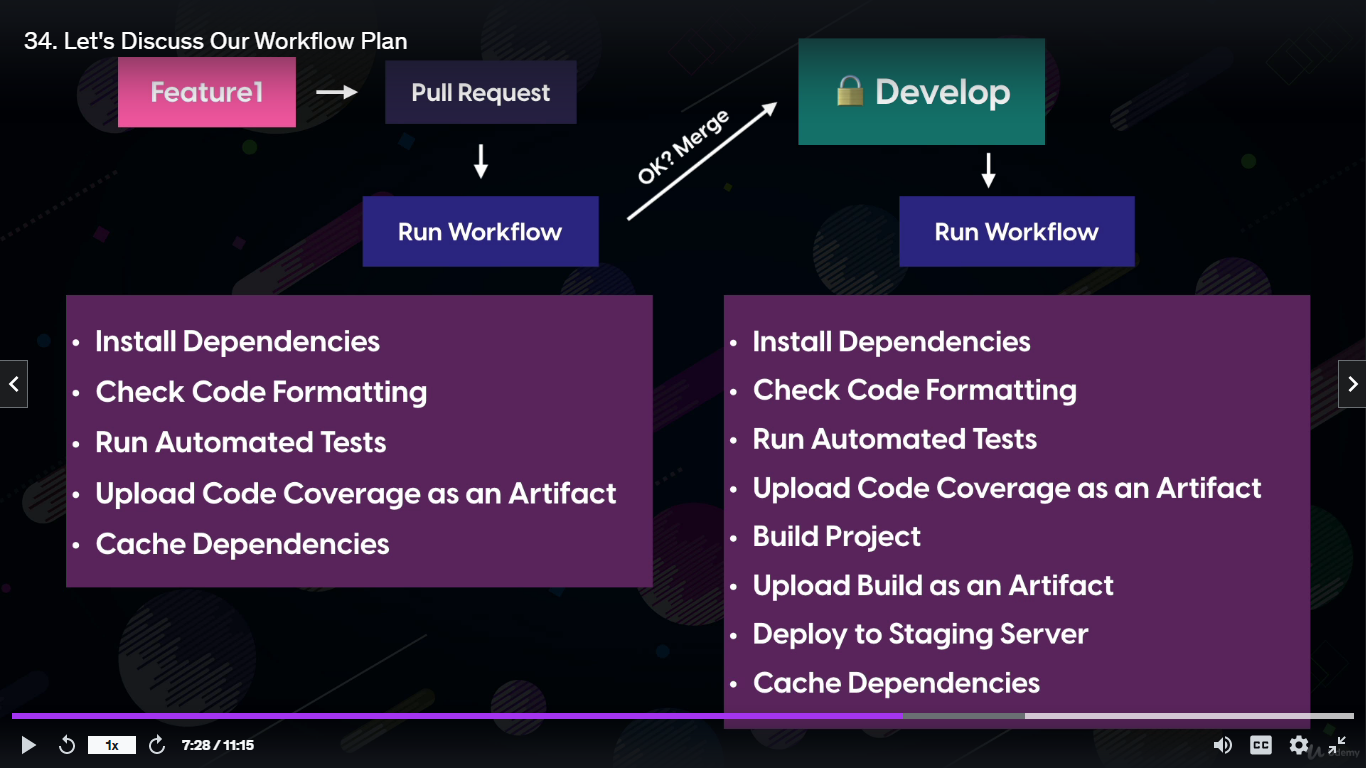 34. Let's Discuss Our Workflow Plan
Feature1
Pull Request
OK? Merge
Develop
Run Workflow
Run Workflow
• Install Dependencies
• Check Code Formatting
• Run Automated Tests
• Upload Code Coverage as an Artifact
• Cache Dependencies
• Install Dependencies
• Check Code Formatting
• Run Automated Tests
• Upload Code Coverage as an Artifact
• Build Project
• Upload Build as an Artifact
• Deploy to Staging Server
• Cache Dependencies
1x
7:28 / 11:15
CC
udemy